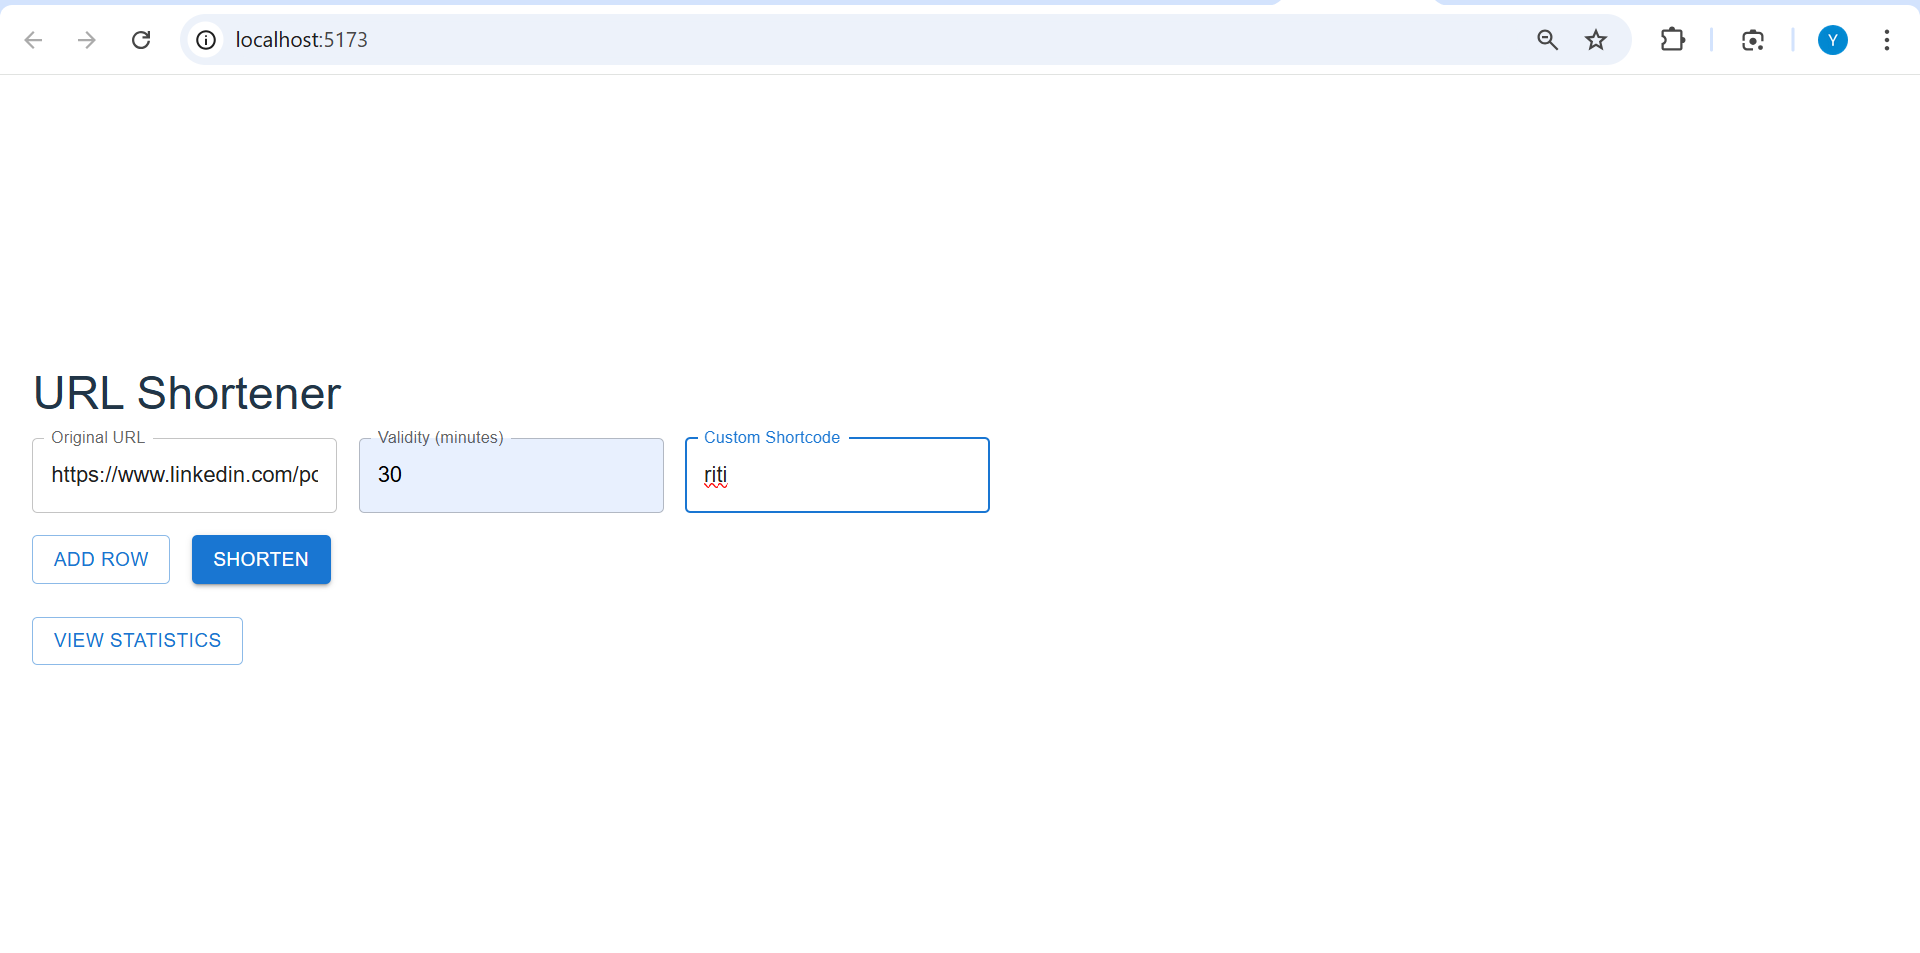 localhost:5173
Y
URL Shortener
Original URL
https://www.linkedin.com/pc
Validity (minutes)
30
Custom Shortcode
riti
ADD ROW
SHORTEN
VIEW STATISTICS